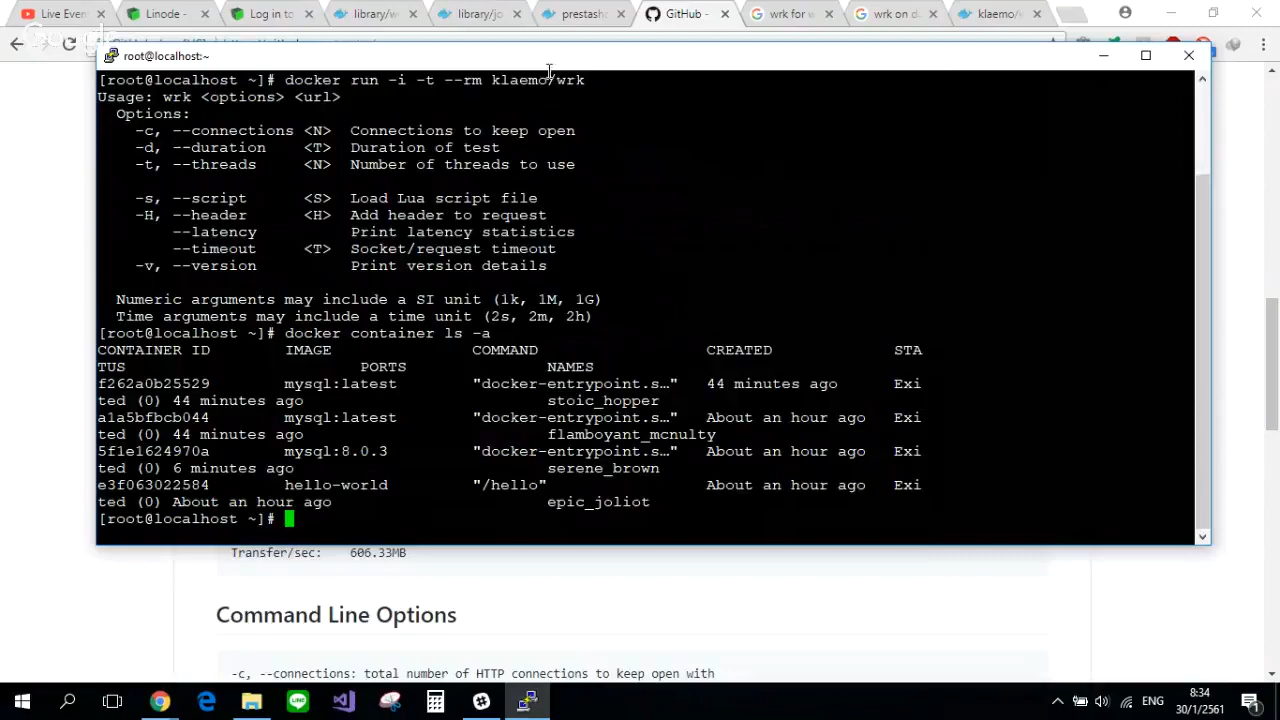 Live Even
Linode -
Log in to
library/w
library/jo
prestasho
GitHub -
wrk for w
wrk on d
klaemo/w
root@localhost:~
[root@localhost ~]# docker run -i -t --rm klaemo/wrk
Usage: wrk <options> <url>
Options:
-c, --connections <N> Connections to keep open
-d, --duration <T> Duration of test
-t, --threads <N> Number of threads to use
-s, --script <S> Load Lua script file
-H, --header <H> Add header to request
--latency Print latency statistics
--timeout <T> Socket/request timeout
-v, --version Print version details
Numeric arguments may include a SI unit (1k, 1M, 1G)
Time arguments may include a time unit (2s, 2m, 2h)
[root@localhost ~]# docker container ls -a
CONTAINER ID IMAGE COMMAND CREATED STA
TUS PORTS NAMES
f262a0b25529 mysql:latest "docker-entrypoint.s…" 44 minutes ago Exi
ted (0) 44 minutes ago stoic_hopper
a1a5bfbcb044 mysql:latest "docker-entrypoint.s…" About an hour ago Exi
ted (0) 44 minutes ago flamboyant_mcnulty
5f1e1624970a mysql:8.0.3 "docker-entrypoint.s…" About an hour ago Exi
ted (0) 6 minutes ago serene_brown
e3f063022584 hello-world "/hello" About an hour ago Exi
ted (0) About an hour ago epic_joliot
[root@localhost ~]#
Transfer/sec: 606.33MB
Command Line Options
-c, --connections: total number of HTTP connections to keep open with
ENG
8:34
30/1/2561
1